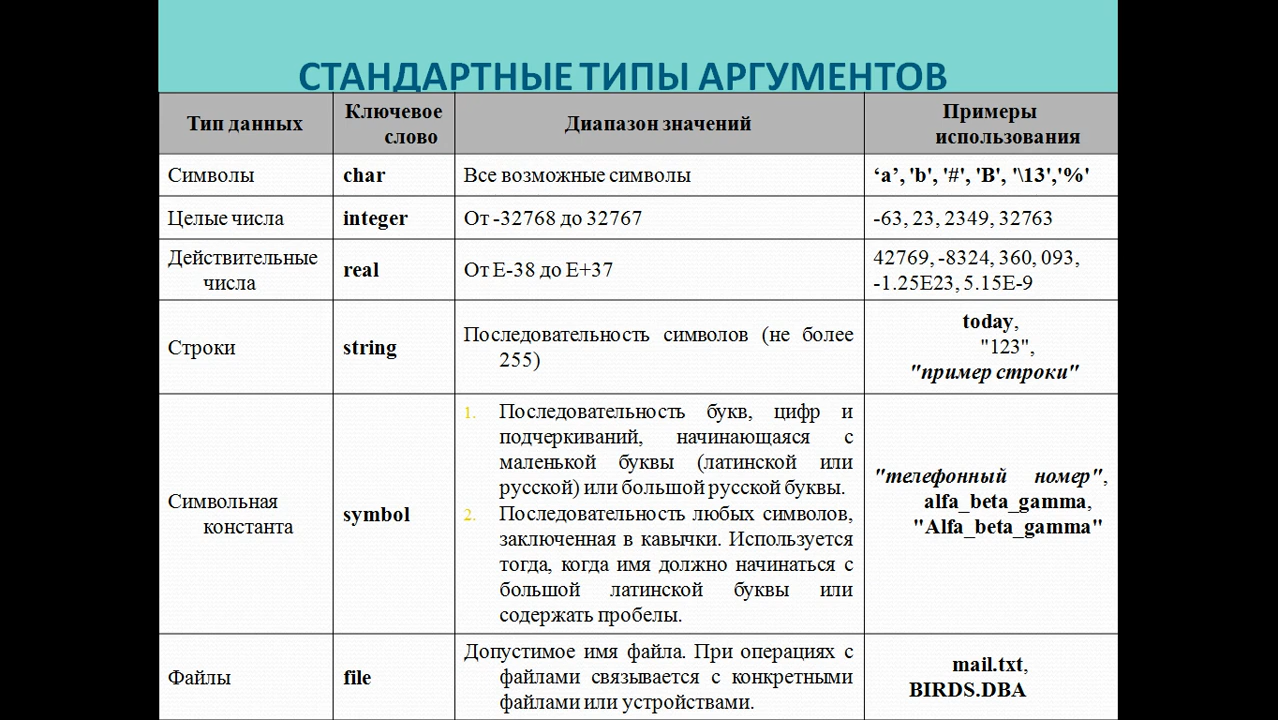 СТАНДАРТНЫЕ ТИПЫ АРГУМЕНТОВ
Тип данных
Ключевое
слово
Диапазон значений
Примеры
использования
Символы
char
Все возможные символы
‘a’, 'b', '#', 'B', '\13','%'
Целые числа
integer
От -32768 до 32767
-63, 23, 2349, 32763
Действительные
числа
real
От E-38 до E+37
42769, -8324, 360, 093,
-1.25E23, 5.15E-9
Строки
string
Последовательность символов (не более
255)
today,
"123",
"пример строки"
Символьная
константа
symbol
1. Последовательность букв, цифр и
подчеркиваний, начинающаяся с
маленькой буквы (латинской или
русской) или большой русской буквы.
2. Последовательность любых символов,
заключенная в кавычки. Используется
тогда, когда имя должно начинаться с
большой латинской буквы или
содержать пробелы.
"телефонный номер",
alfa_beta_gamma,
"Alfa_beta_gamma"
Файлы
file
Допустимое имя файла. При операциях с
файлами связывается с конкретными
файлами или устройствами.
mail.txt,
BIRDS.DBA